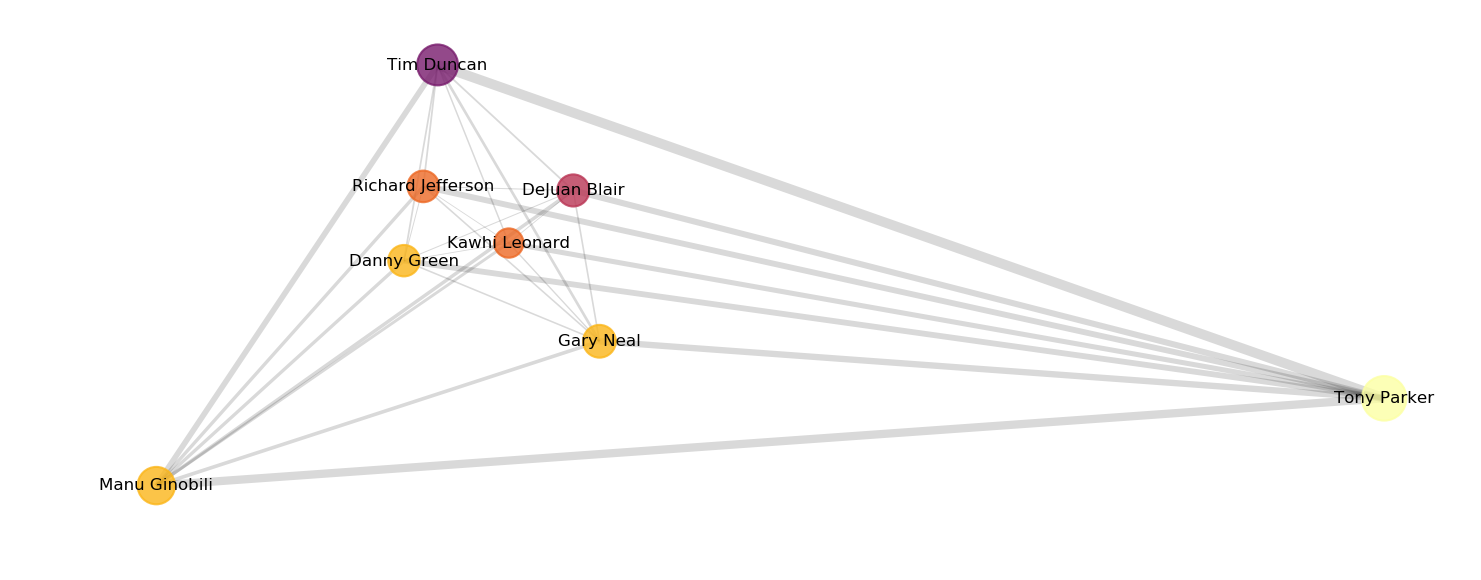 Tim Duncan
Richard Jefferson
DeJuan Blair
Kawhi Leonard
Danny Green
Gary Neal
Tony Parker
Manu Ginobili